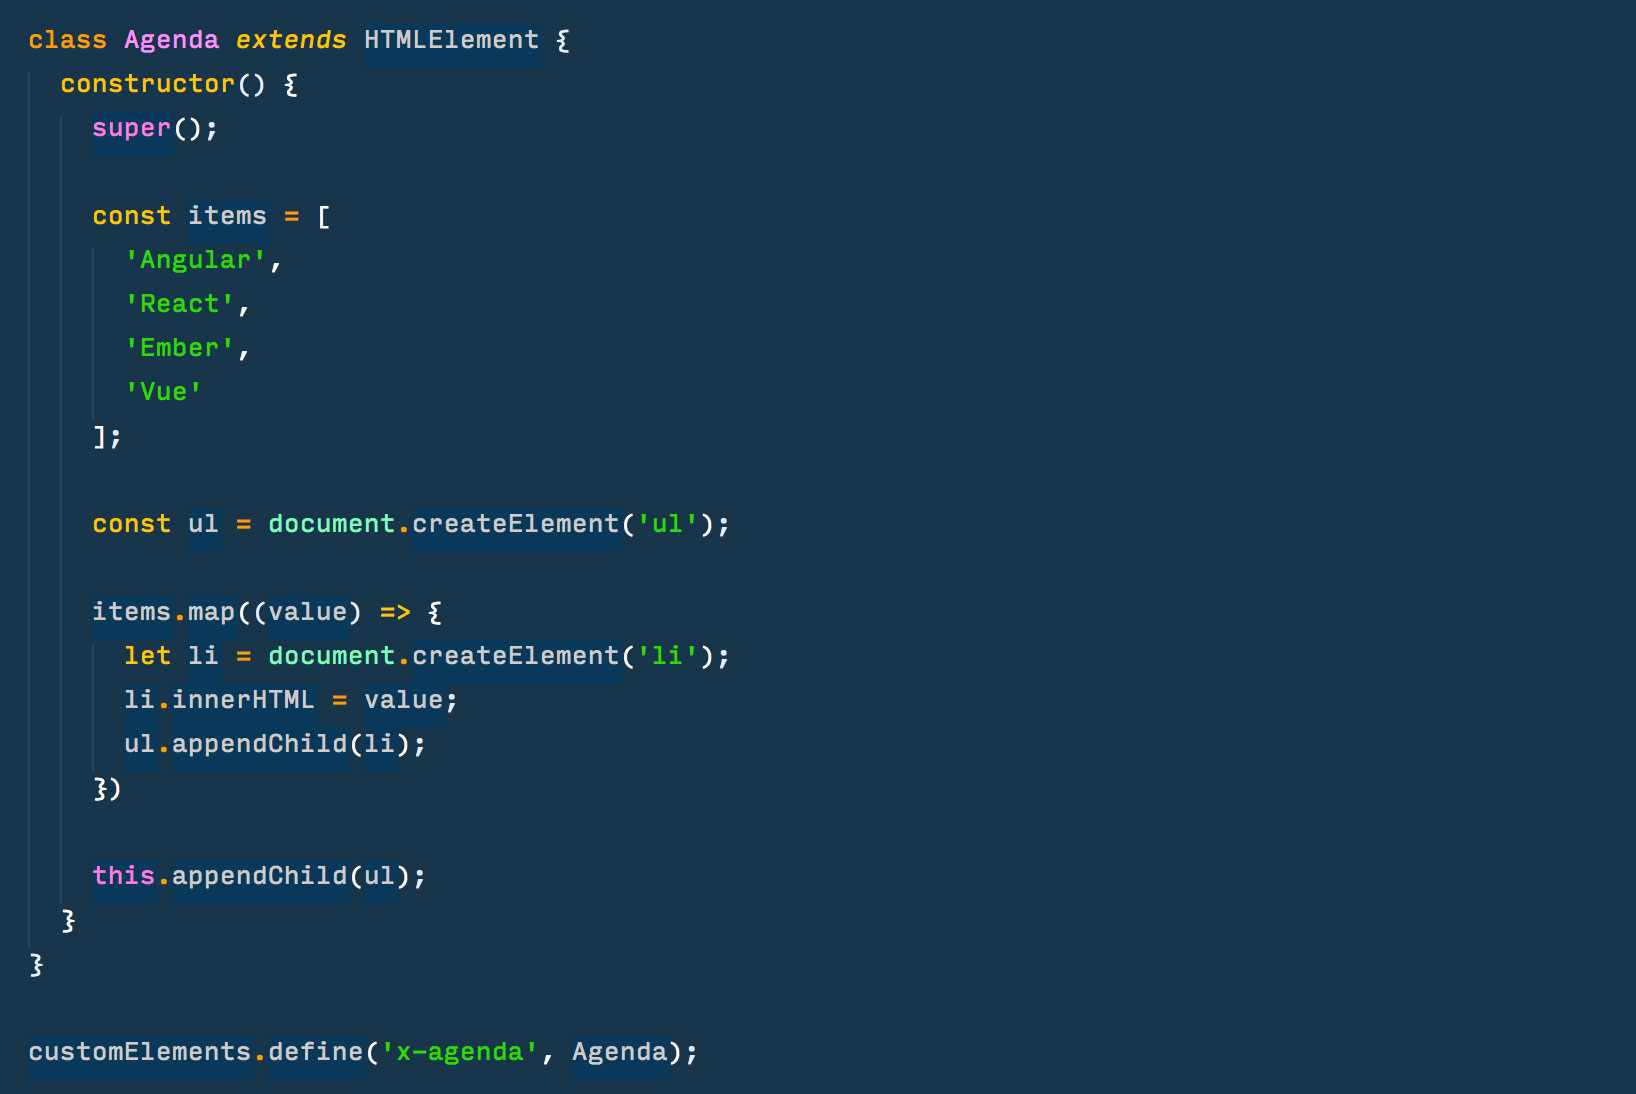 class Agenda extends HTMLElement {
  constructor() {
    super();

    const items = [
      'Angular',
      'React',
      'Ember',
      'Vue'
    ];

    const ul = document.createElement('ul');

    items.map((value) => {
      let li = document.createElement('li');
      li.innerHTML = value;
      ul.appendChild(li);
    })

    this.appendChild(ul);
  }
}

customElements.define('x-agenda', Agenda);